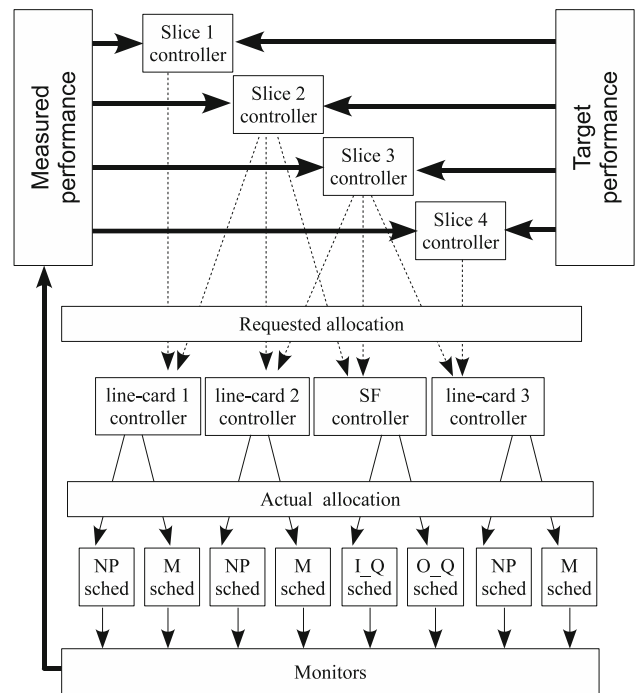 Measured
performance
Slice 1
controller
Slice 2
controller
Slice 3
controller
Slice 4
controller
Target
performance
Requested allocation
line-card 1
controller
line-card 2
controller
SF
controller
line-card 3
controller
Actual allocation
NP
sched
M
sched
NP
sched
M
sched
I_Q
sched
O_Q
sched
NP
sched
M
sched
Monitors